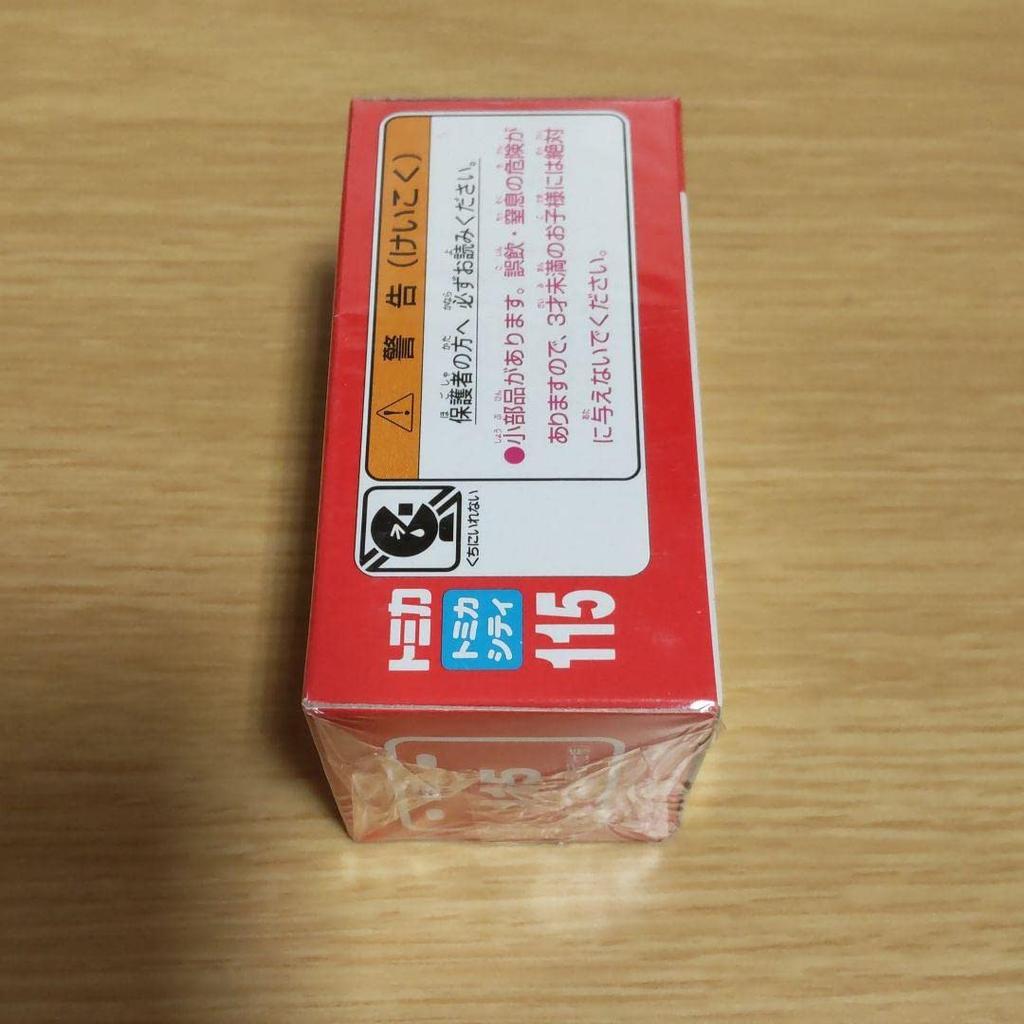 警告 (けいこく)
保護者の方へ 必ずお読みください。
●小部品があります。誤飲・窒息の危険が
ありますので、3才未満のお子様には絶対
に与えないでください。
くちにいれない
トミカ
トミカ
シティ
115
115